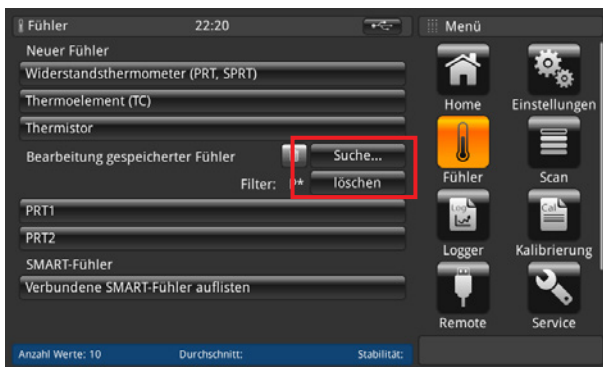 Fühler 22:20
Neuer Fühler
Widerstandsthermometer (PRT, SPRT)
Thermoelement (TC)
Thermistor
Bearbeitung gespeicherter Fühler Suche...
Filter: P* löschen
PRT1
PRT2
SMART-Fühler
Verbundene SMART-Fühler auflisten
Anzahl Werte: 10 Durchschnitt: Stabilität:
Menü
Home Einstellungen
Fühler Scan
Log Cal
Logger Kalibrierung
Remote Service